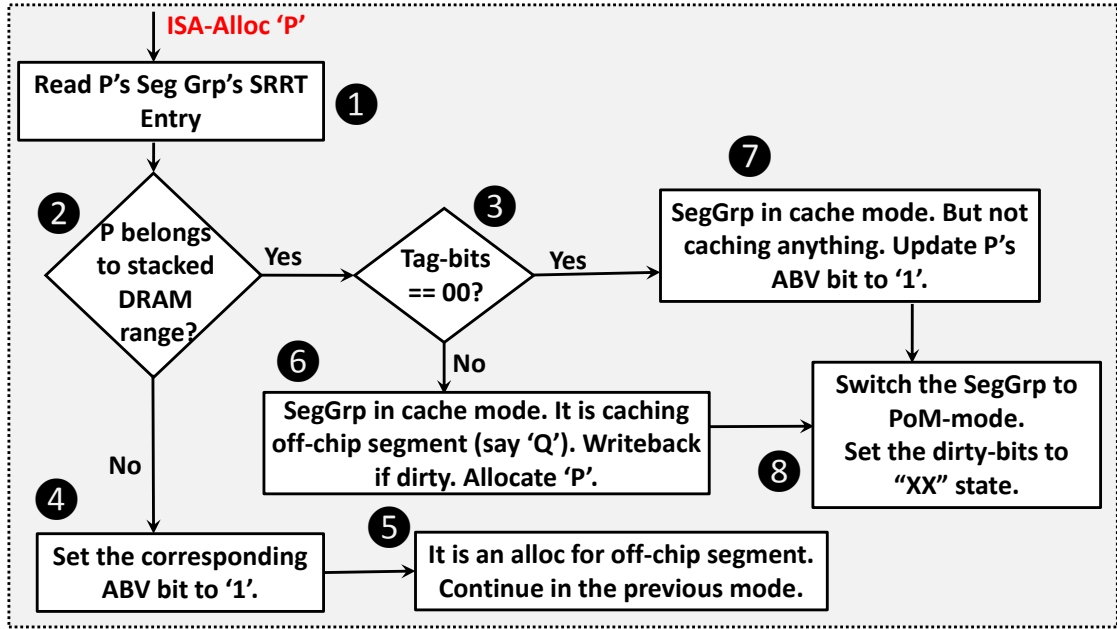 ISA-Alloc ‘P’
Read P’s Seg Grp’s SRRT
Entry
1
2
P belongs
to stacked
DRAM
range?
Yes
3
Tag-bits
== 00?
Yes
7
SegGrp in cache mode. But not
caching anything. Update P’s
ABV bit to ‘1’.
No
6
SegGrp in cache mode. It is caching
off-chip segment (say ‘Q’). Writeback
if dirty. Allocate ‘P’.
Switch the SegGrp to
PoM-mode.
Set the dirty-bits to
“XX” state.
8
No
4
Set the corresponding
ABV bit to ‘1’.
5
It is an alloc for off-chip segment.
Continue in the previous mode.